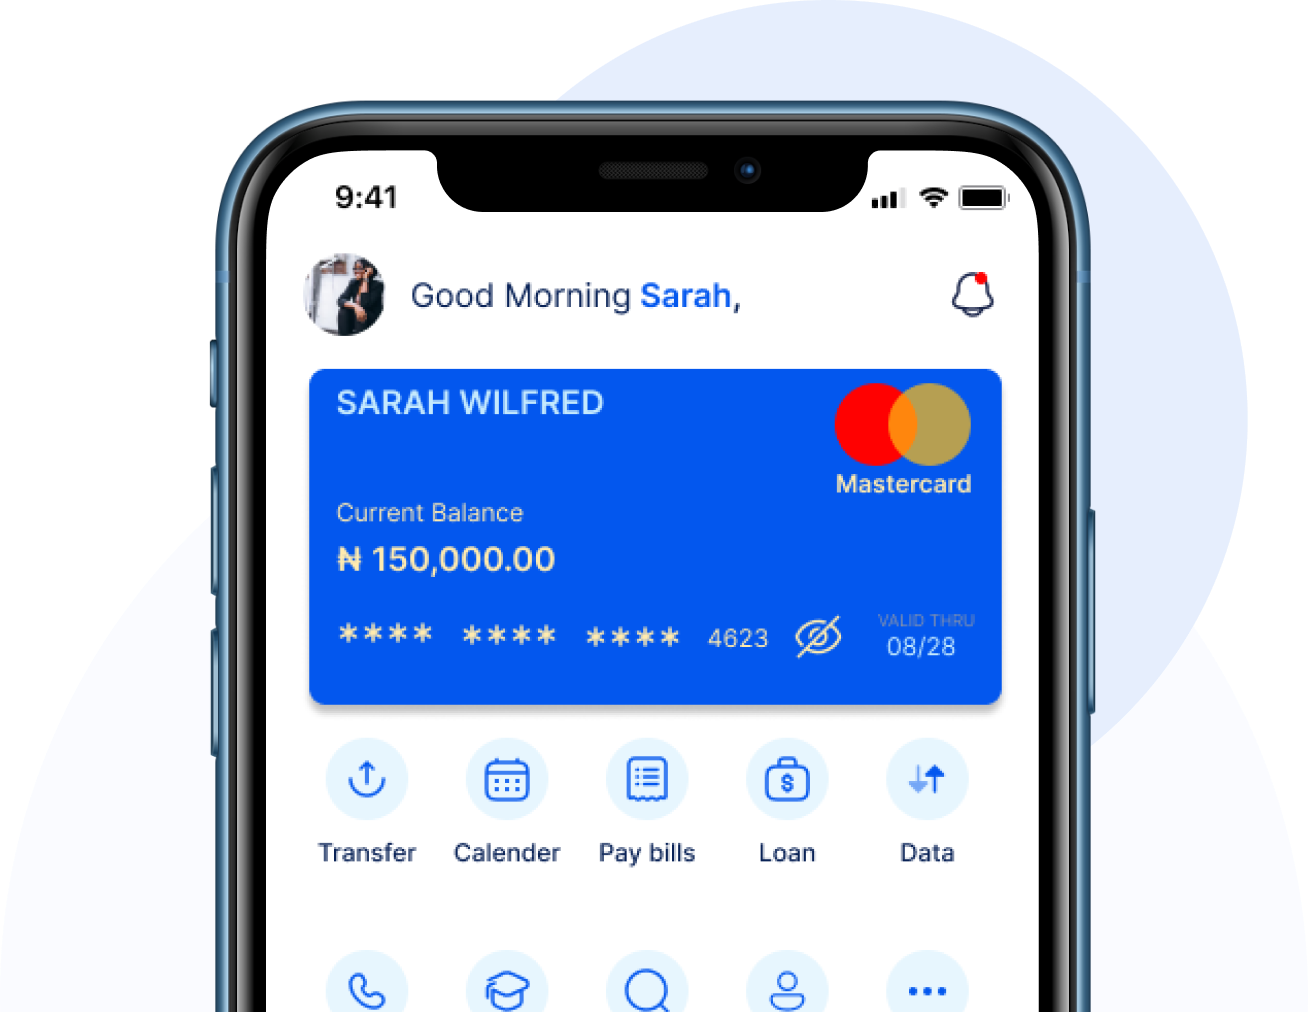 9:41
Good Morning Sarah,
SARAH WILFRED
Mastercard
Current Balance
₦ 150,000.00
**** **** **** 4623
VALID THRU
08/28
Transfer Calender Pay bills Loan Data